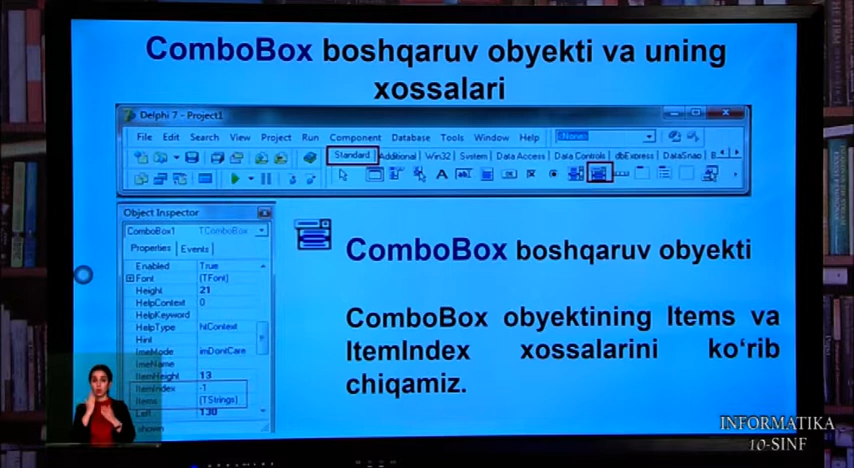 ComboBox boshqaruv obyekti va uning
xossalari
Delphi 7 - Project1
File Edit Search View Project Run Component Database Tools Window Help <None>
Standard Additional Win32 System Data Access Data Controls dbExpress DataSnap B
Object Inspector
ComboBox1 TComboBox
Properties Events
Enabled True
Font (TFont)
Height 21
HelpContext 0
HelpKeyword
HelpType htContext
Hint
ImeMode imDontCare
ImeName
ItemHeight 13
ItemIndex -1
Items (TStrings)
Left 130
shown
ComboBox boshqaruv obyekti
ComboBox obyektining Items va
ItemIndex xossalarini ko‘rib
chiqamiz.
INFORMATIKA
10-SINF